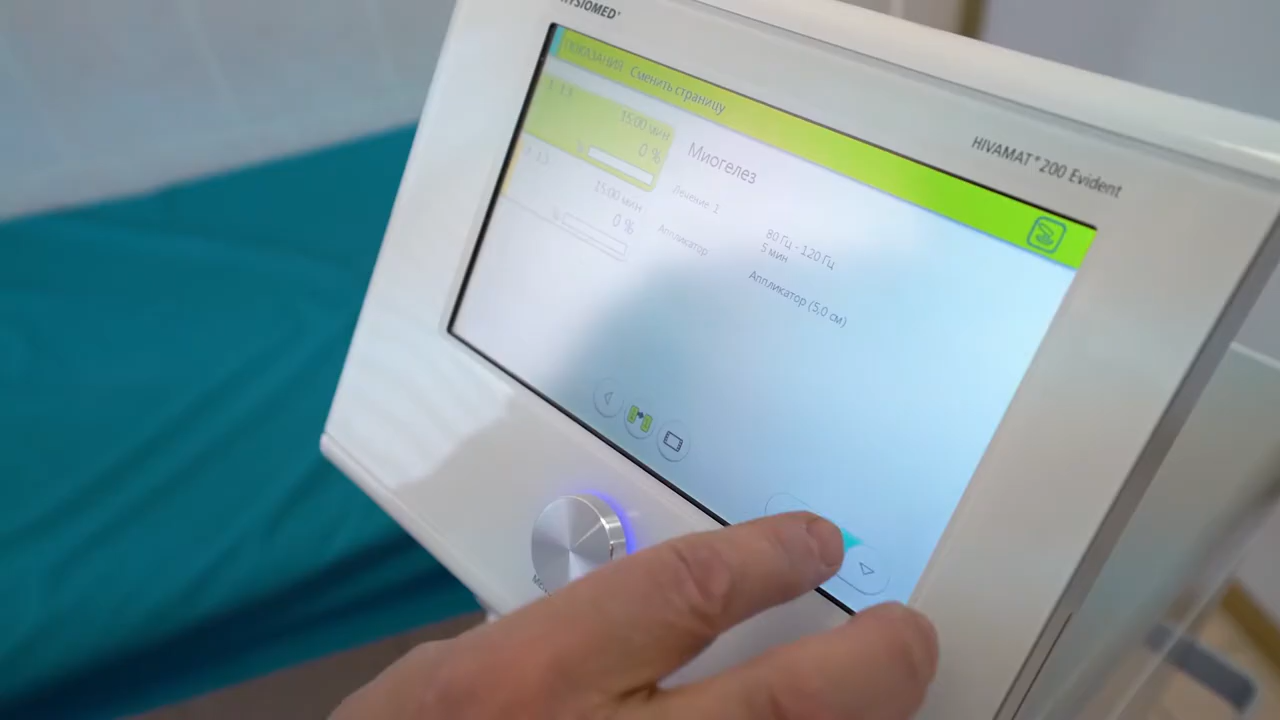 PHYSIOMED®
HIVAMAT® 200 Evident
ПОКАЗАНИЯ Сменить страницу
15:00 мин
0 %
15:00 мин
0 %
Миогелез
Лечение 1
80 Гц - 120 Гц
5 мин
Аппликатор
Аппликатор (5,0 см)